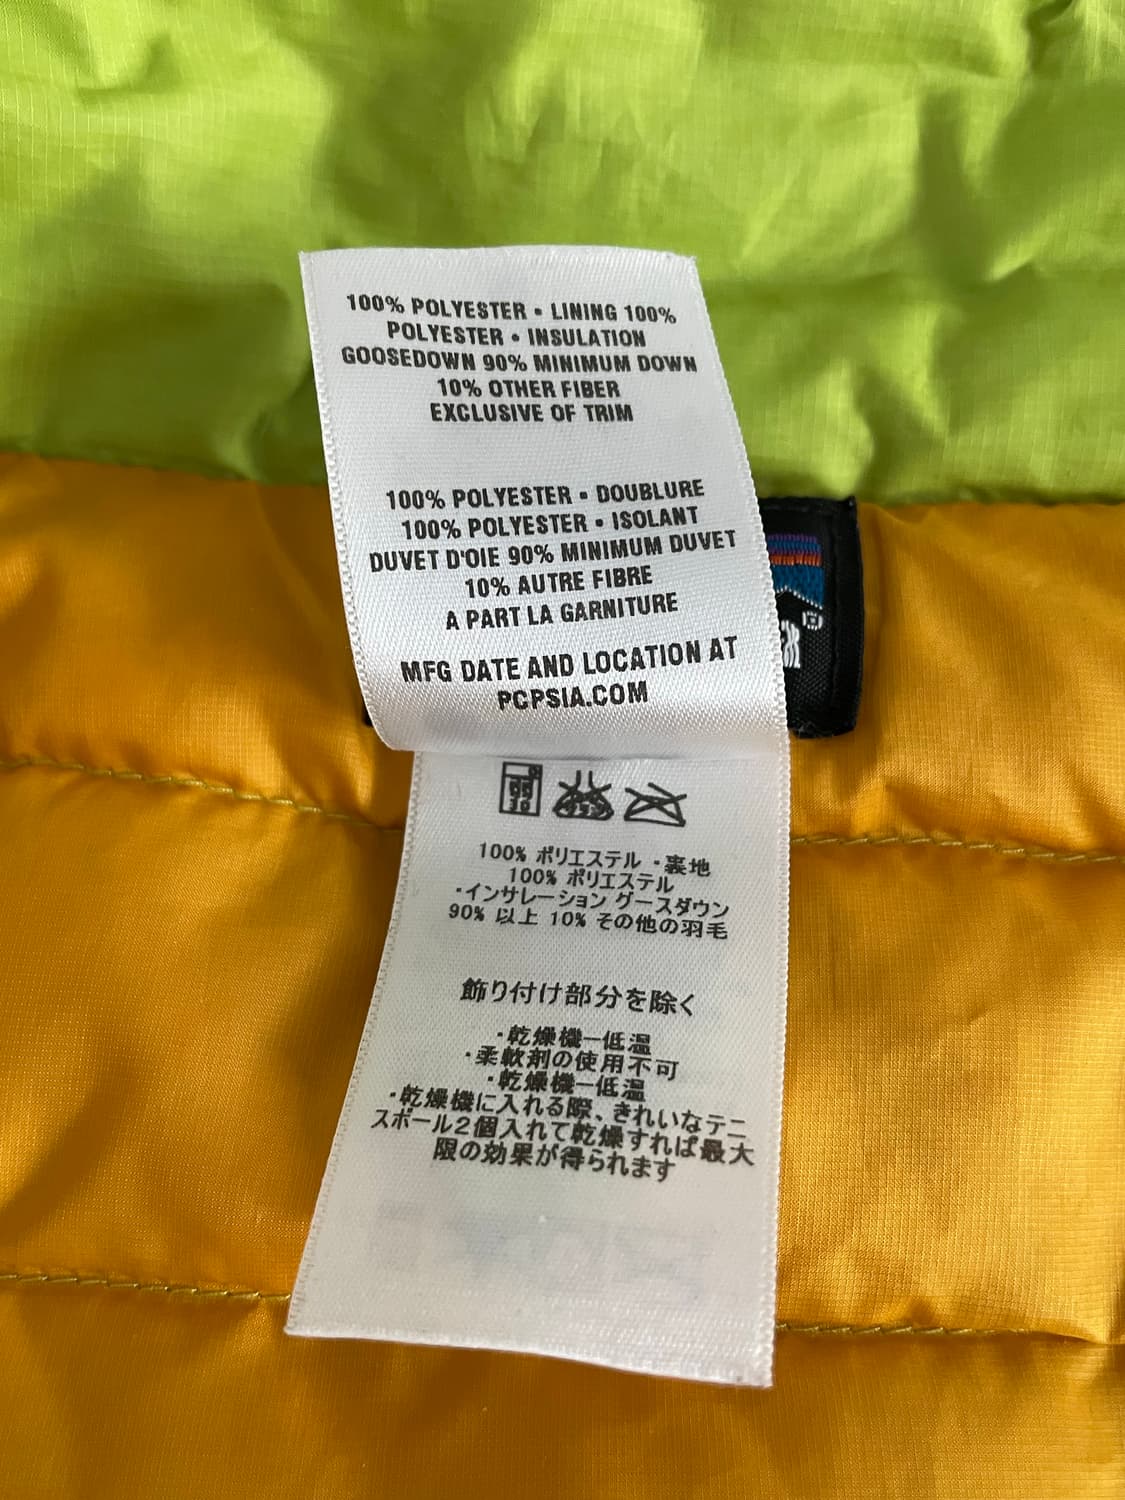 100% POLYESTER • LINING 100%
POLYESTER • INSULATION
GOOSEDOWN 90% MINIMUM DOWN
10% OTHER FIBER
EXCLUSIVE OF TRIM
100% POLYESTER • DOUBLURE
100% POLYESTER • ISOLANT
DUVET D'OIE 90% MINIMUM DUVET
10% AUTRE FIBRE
A PART LA GARNITURE
MFG DATE AND LOCATION AT
PCPSIA.COM
100% ポリエステル ・裏地
100% ポリエステル
・インサレーション グースダウン
90% 以上 10% その他の羽毛
飾り付け部分を除く
・乾燥機ー低温
・柔軟剤の使用不可
・乾燥機ー低温
・乾燥機に入れる際、きれいなテニ
スボール2個入れて乾燥すれば最大
限の効果が得られます